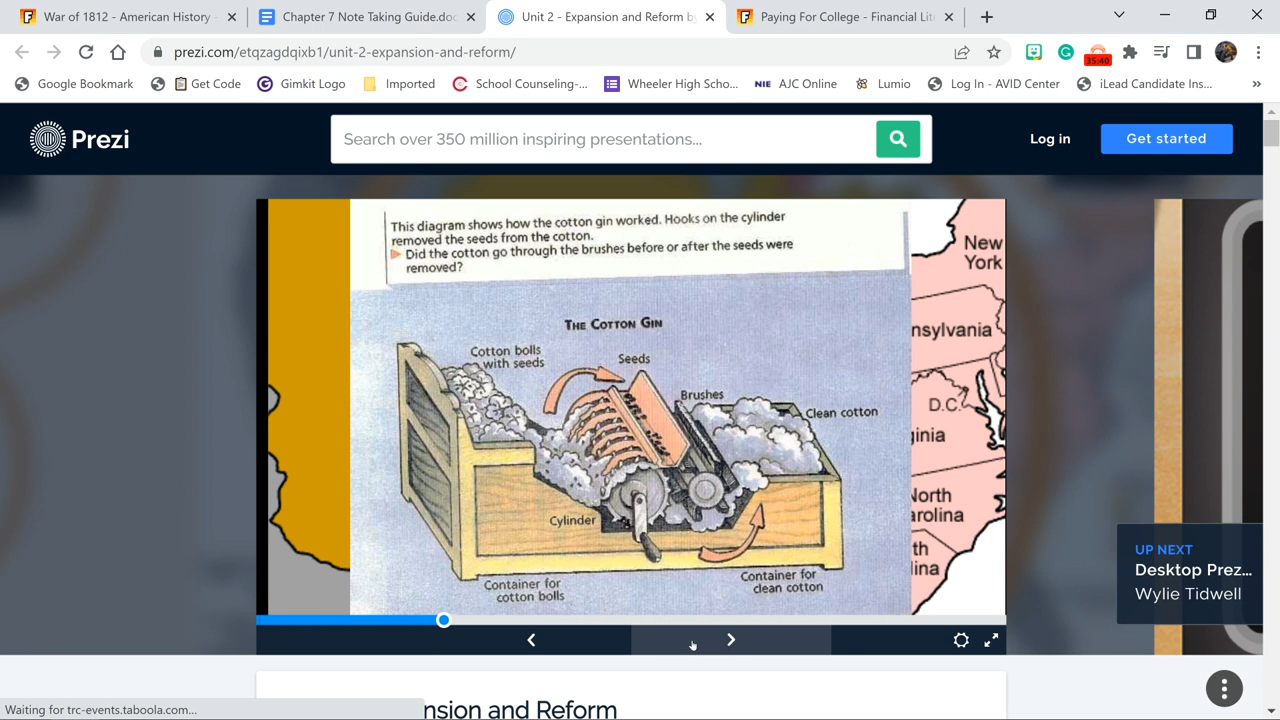 War of 1812 - American History -
Chapter 7 Note Taking Guide.doc
Unit 2 - Expansion and Reform by
Paying For College - Financial Lite
prezi.com/etqzagdqixb1/unit-2-expansion-and-reform/
35:40
Google Bookmark
Get Code
Gimkit Logo
Imported
School Counseling-...
Wheeler High Scho...
NIE AJC Online
Lumio
Log In - AVID Center
iLead Candidate Ins...
»
Prezi
Search over 350 million inspiring presentations...
Log in
Get started
This diagram shows how the cotton gin worked. Hooks on the cylinder
removed the seeds from the cotton.
Did the cotton go through the brushes before or after the seeds were
removed?
New
York
nsylvania
D.C.
ginia
North
arolina
th
lina
THE COTTON GIN
Cotton bolls
with seeds
Seeds
Brushes
Clean cotton
Cylinder
Container for
cotton bolls
Container for
clean cotton
UP NEXT
Desktop Prez...
Wylie Tidwell
nsion and Reform
Waiting for trc-events.taboola.com...